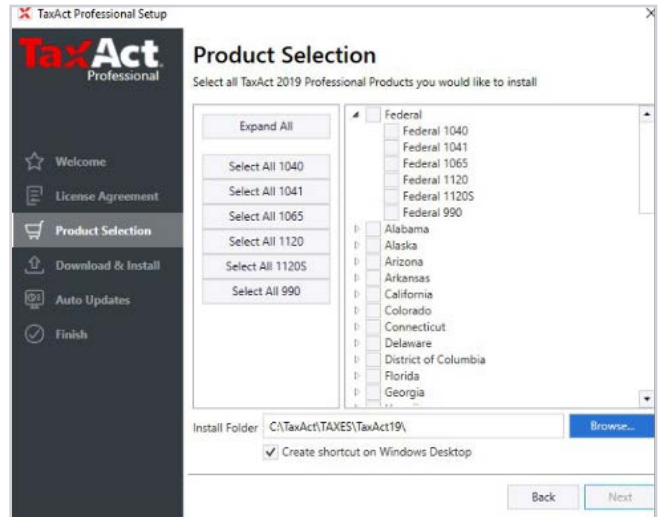 TaxAct Professional Setup
TaxAct.
Professional
Welcome
License Agreement
Product Selection
Download & Install
Auto Updates
Finish
Product Selection
Select all TaxAct 2019 Professional Products you would like to install
Expand All
Select All 1040
Select All 1041
Select All 1065
Select All 1120
Select All 1120S
Select All 990
Federal
Federal 1040
Federal 1041
Federal 1065
Federal 1120
Federal 1120S
Federal 990
Alabama
Alaska
Arizona
Arkansas
California
Colorado
Connecticut
Delaware
District of Columbia
Florida
Georgia
Install Folder C:\TaxAct\TAXES\TaxAct19\ Browse...
Create shortcut on Windows Desktop
Back Next